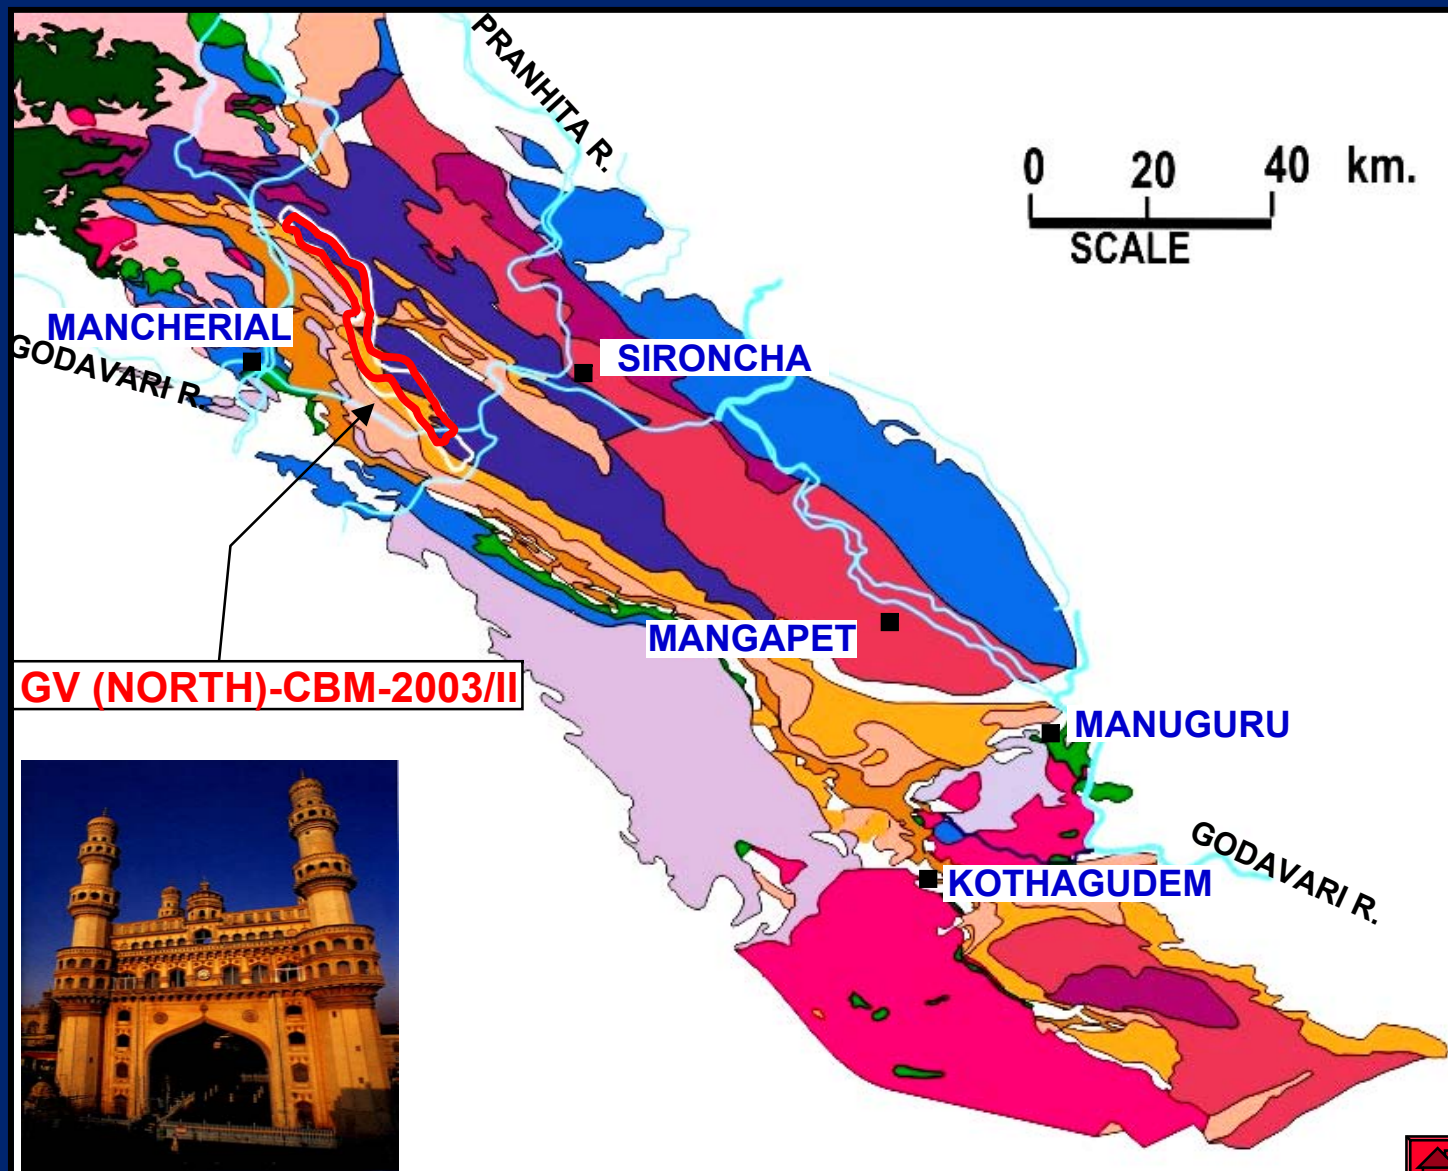 PRANHITA R.
0 20 40 km.
SCALE
MANCHERIAL
GODAVARI R.
SIRONCHA
MANGAPET
GV (NORTH)-CBM-2003/II
MANUGURU
GODAVARI R.
KOTHAGUDEM